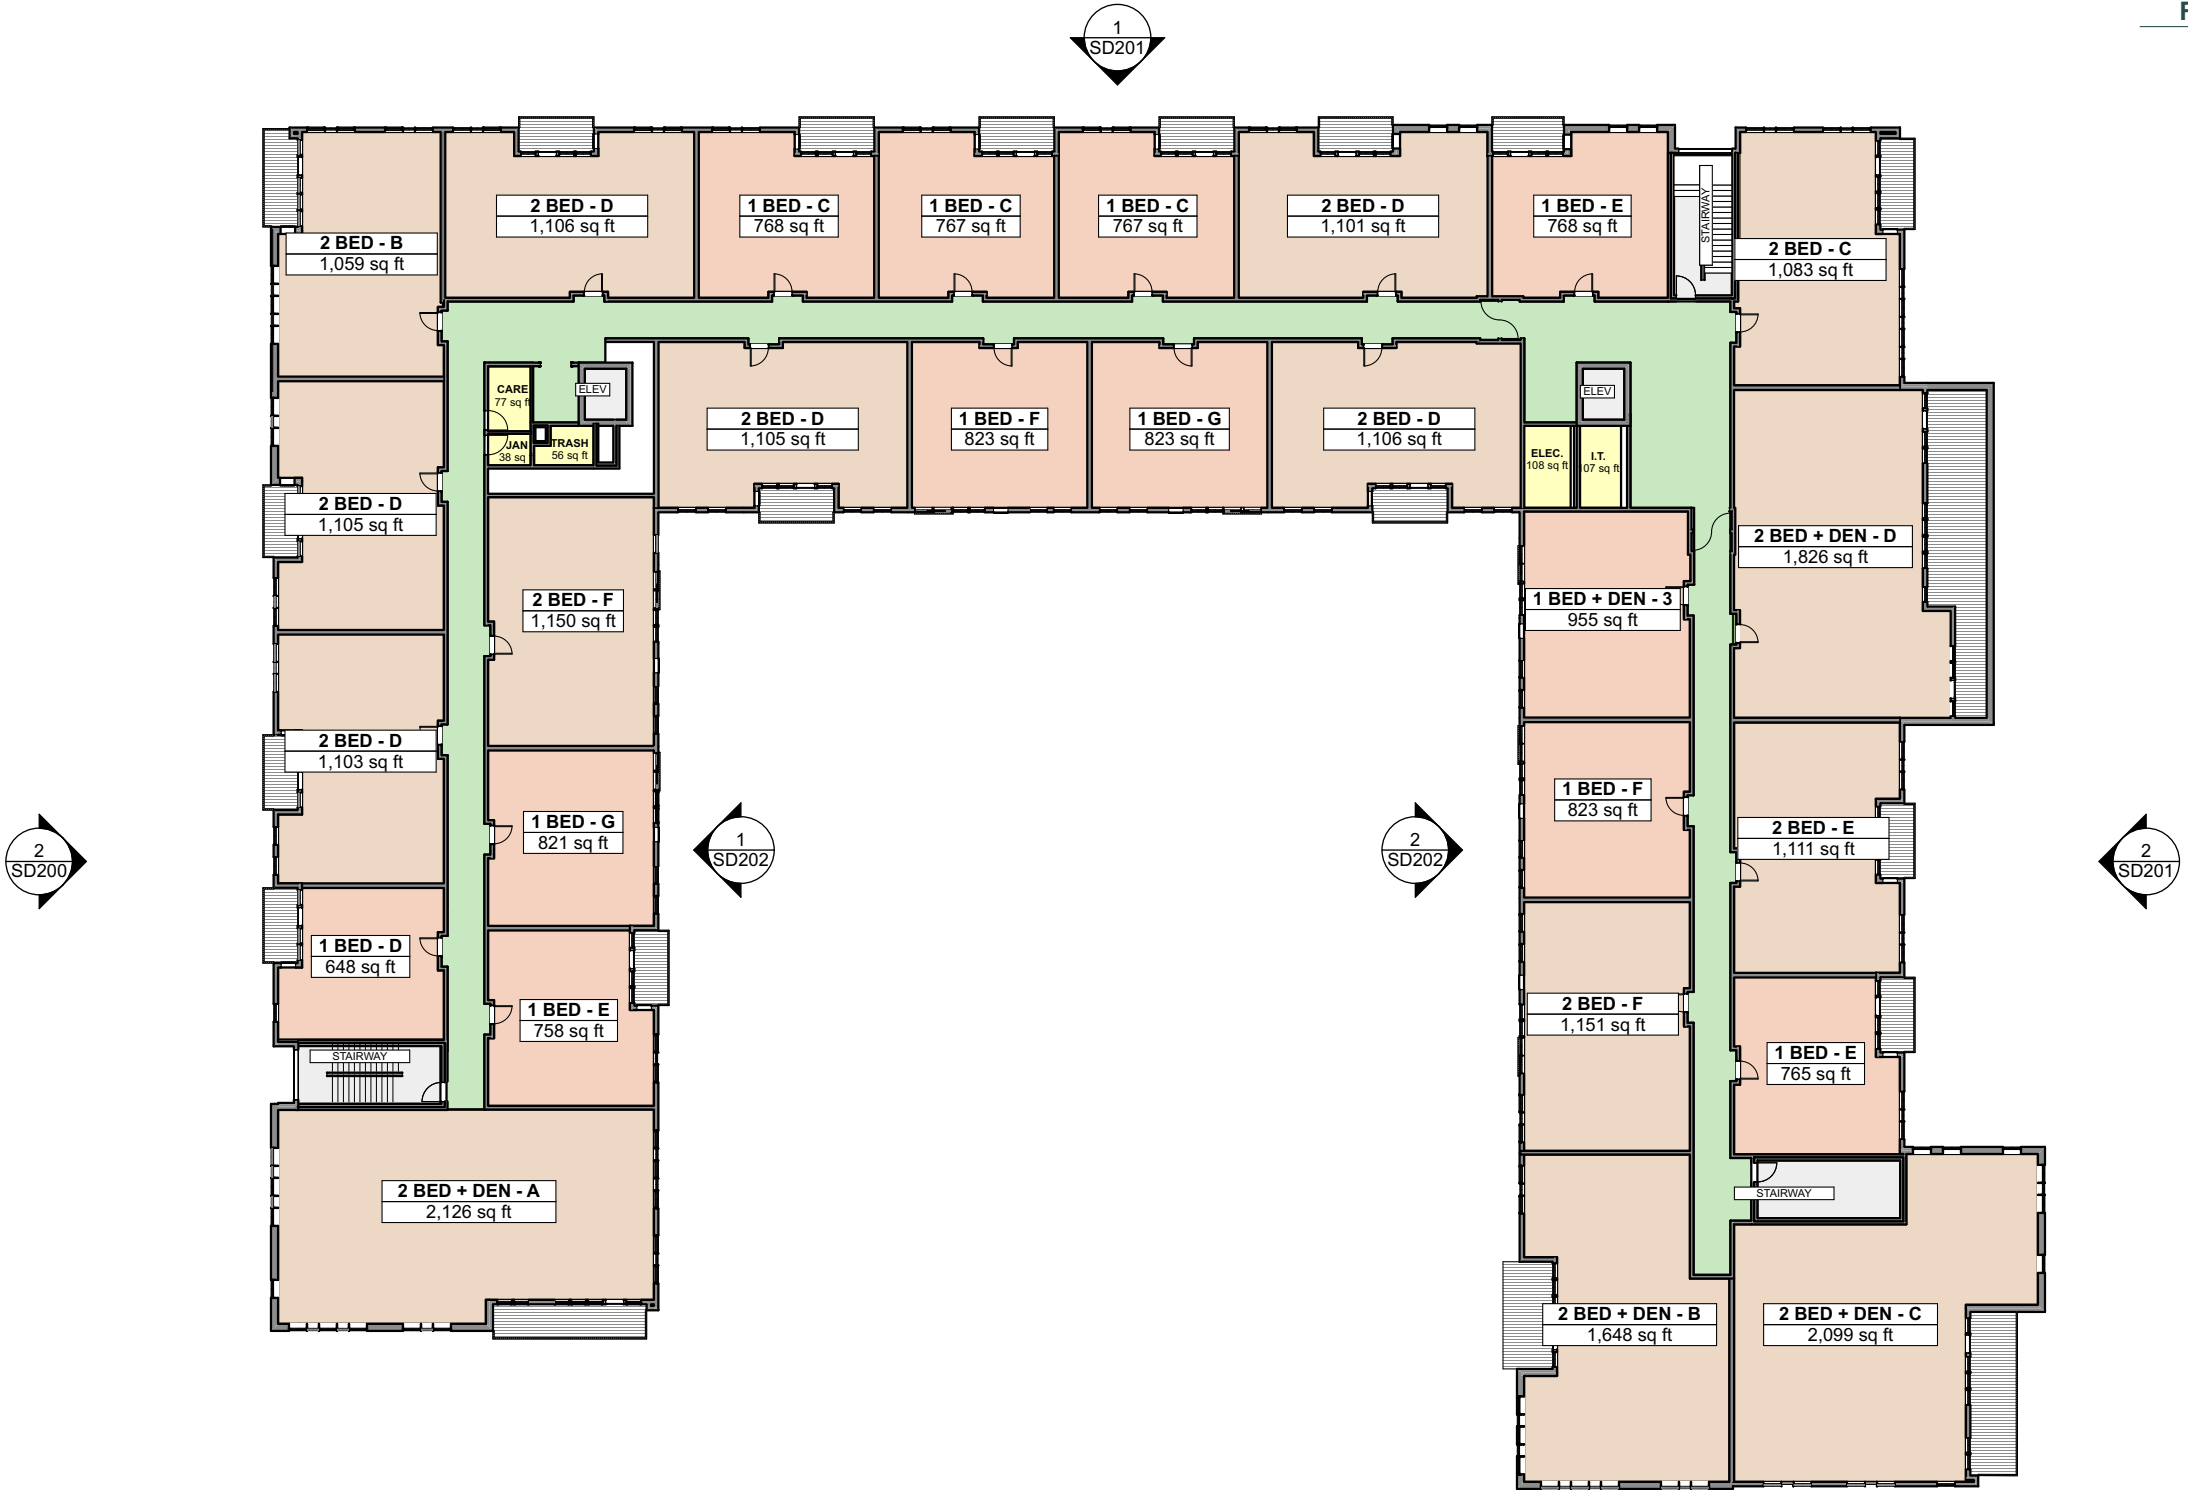 F
1
SD201
2 BED - D
1,106 sq ft
1 BED - C
768 sq ft
1 BED - C
767 sq ft
1 BED - C
767 sq ft
2 BED - D
1,101 sq ft
1 BED - E
768 sq ft
STAIRWAY
2 BED - B
1,059 sq ft
2 BED - C
1,083 sq ft
CARE
77 sq ft
ELEV
JAN
38 sq
TRASH
56 sq ft
2 BED - D
1,105 sq ft
1 BED - F
823 sq ft
1 BED - G
823 sq ft
2 BED - D
1,106 sq ft
ELEV
ELEC.
108 sq ft
I.T.
107 sq ft
2 BED - D
1,105 sq ft
2 BED + DEN - D
1,826 sq ft
2 BED - F
1,150 sq ft
1 BED + DEN - 3
955 sq ft
2 BED - D
1,103 sq ft
1 BED - F
823 sq ft
2 BED - E
1,111 sq ft
2
SD200
1 BED - G
821 sq ft
1
SD202
2
SD202
2
SD201
1 BED - D
648 sq ft
1 BED - E
758 sq ft
2 BED - F
1,151 sq ft
1 BED - E
765 sq ft
STAIRWAY
2 BED + DEN - A
2,126 sq ft
STAIRWAY
2 BED + DEN - B
1,648 sq ft
2 BED + DEN - C
2,099 sq ft